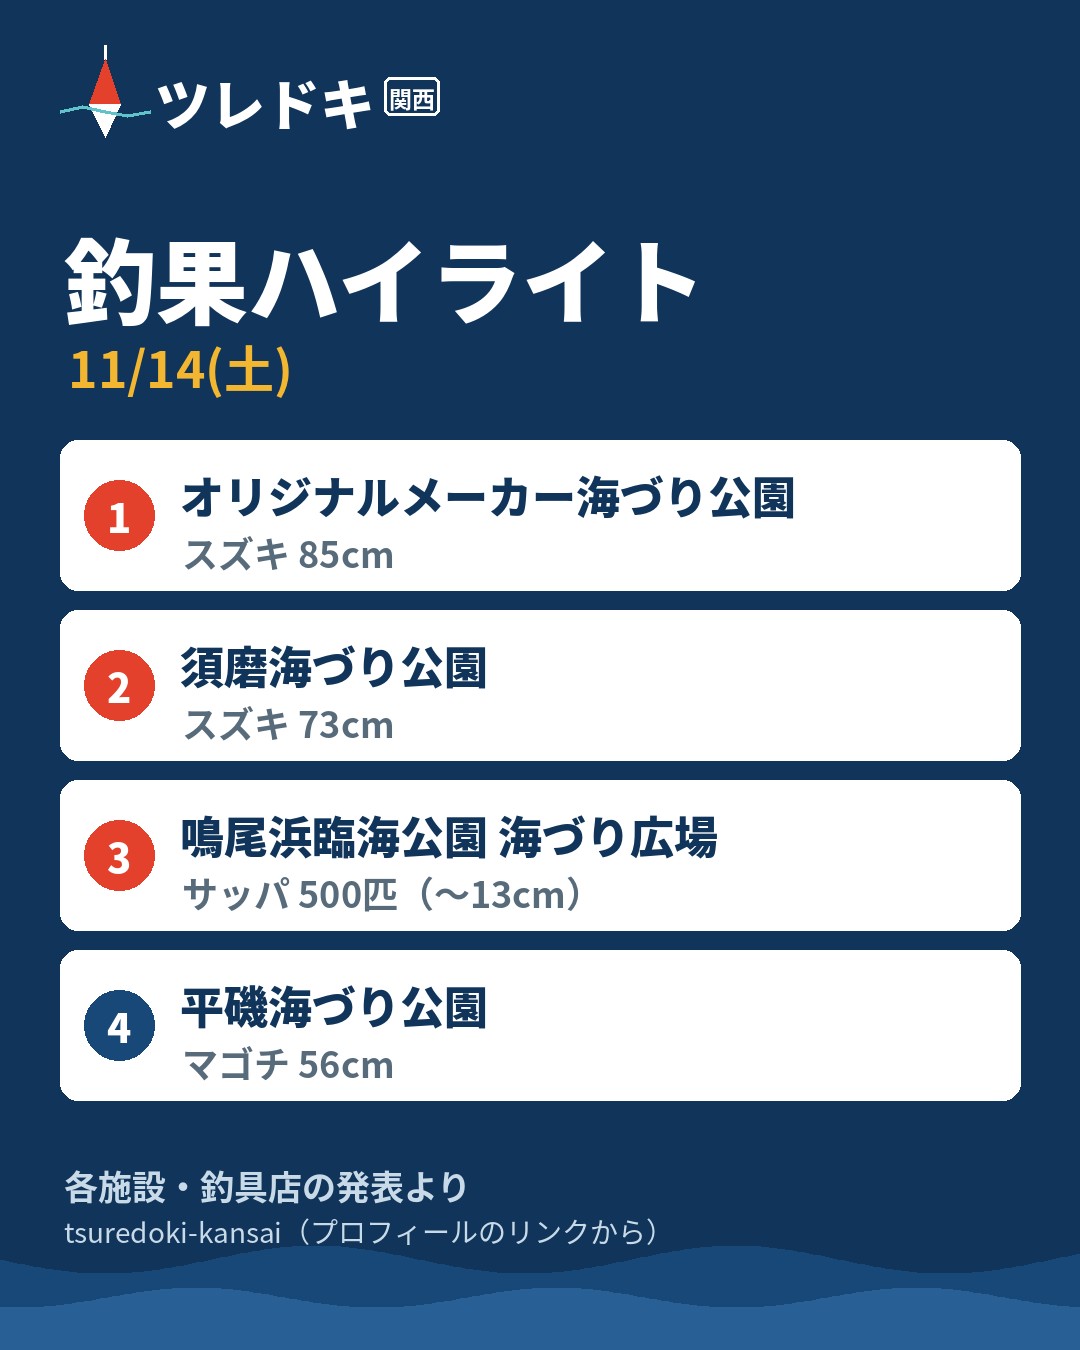 ツレドキ 関西
釣果ハイライト
11/14(土)
1 オリジナルメーカー海づり公園
スズキ 85cm
2 須磨海づり公園
スズキ 73cm
3 鳴尾浜臨海公園 海づり広場
サッパ 500匹（〜13cm）
4 平磯海づり公園
マゴチ 56cm
各施設・釣具店の発表より
tsuredoki-kansai（プロフィールのリンクから）